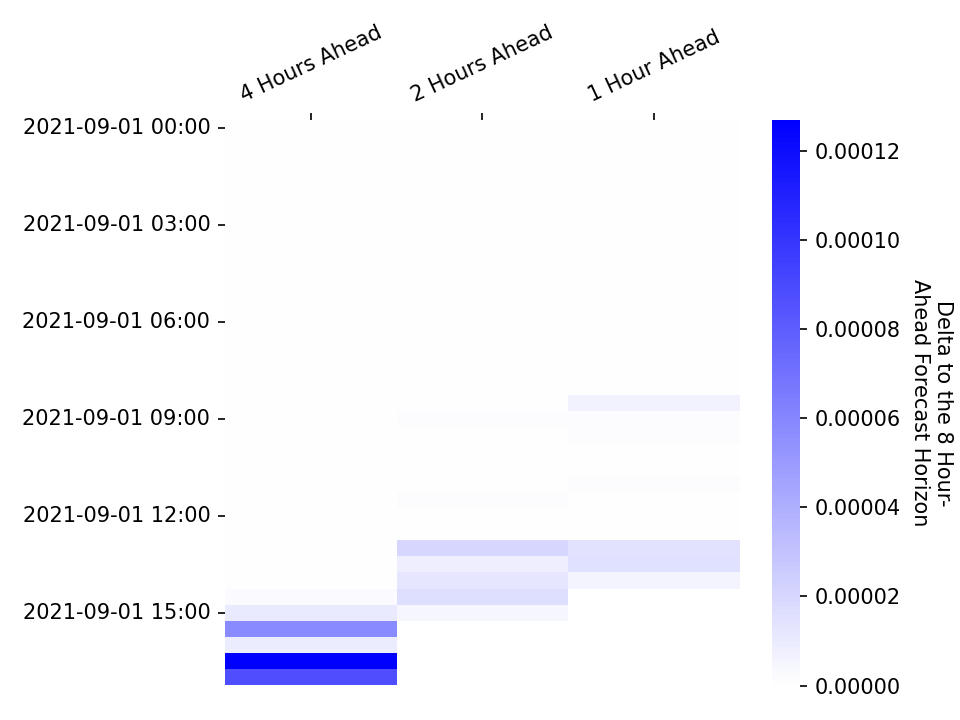 4 Hours Ahead
2 Hours Ahead
1 Hour Ahead
2021-09-01 00:00
2021-09-01 03:00
2021-09-01 06:00
2021-09-01 09:00
2021-09-01 12:00
2021-09-01 15:00
0.00012
0.00010
0.00008
0.00006
0.00004
0.00002
0.00000
Delta to the 8 Hour-
Ahead Forecast Horizon